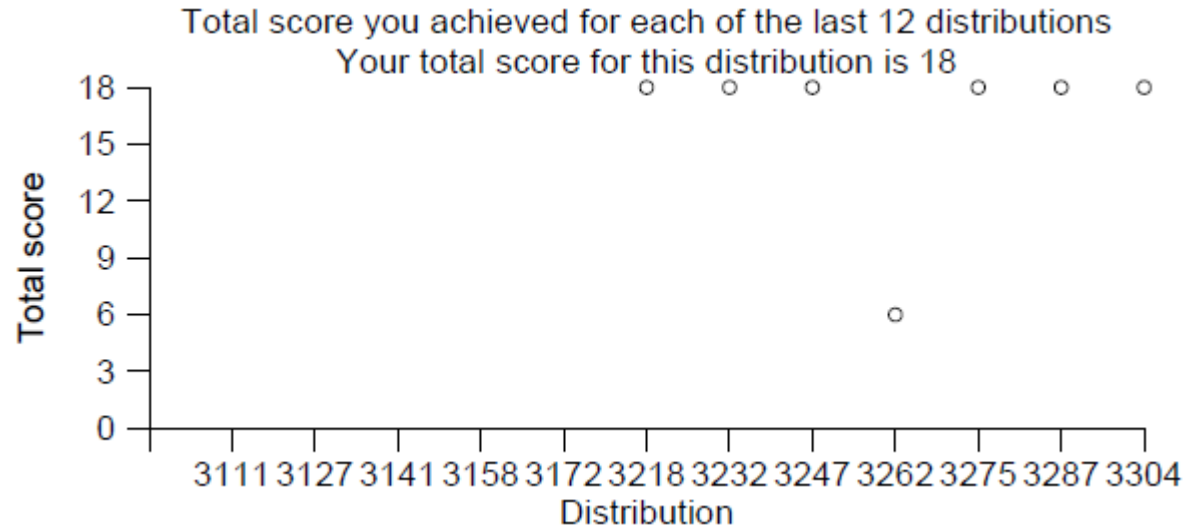 Total score you achieved for each of the last 12 distributions
Your total score for this distribution is 18
18
15
12
9
6
3
0
Total score
3111 3127 3141 3158 3172 3218 3232 3247 3262 3275 3287 3304
Distribution